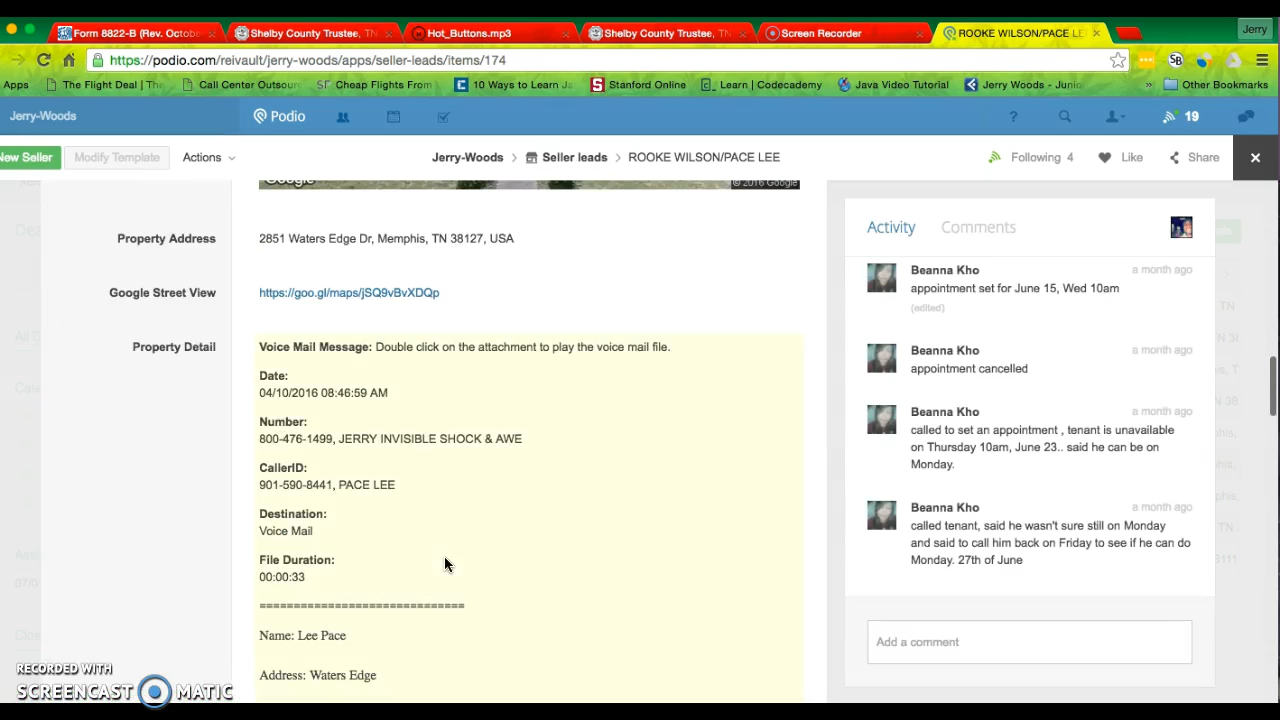 Form 8822-B (Rev. Octobe
Shelby County Trustee, TN
Hot_Buttons.mp3
Shelby County Trustee, TN
Screen Recorder
ROOKE WILSON/PACE LE
Jerry
https://podio.com/reivault/jerry-woods/apps/seller-leads/items/174
Apps
The Flight Deal | The
Call Center Outsour
Cheap Flights From
10 Ways to Learn Ja
Stanford Online
Learn | Codecademy
Java Video Tutorial
Jerry Woods - Junio
»
Other Bookmarks
Jerry-Woods
Podio
?
19
New Seller
Modify Template
Actions
Jerry-Woods > Seller leads > ROOKE WILSON/PACE LEE
Following 4
Like
Share
Google
© 2016 Google
Property Address
2851 Waters Edge Dr, Memphis, TN 38127, USA
Google Street View
https://goo.gl/maps/jSQ9vBvXDQp
Property Detail
Voice Mail Message: Double click on the attachment to play the voice mail file.
Date:
04/10/2016 08:46:59 AM
Number:
800-476-1499, JERRY INVISIBLE SHOCK & AWE
CallerID:
901-590-8441, PACE LEE
Destination:
Voice Mail
File Duration:
00:00:33
==============================
Name: Lee Pace
Address: Waters Edge
Activity
Comments
Beanna Kho
a month ago
appointment set for June 15, Wed 10am
(edited)
Beanna Kho
a month ago
appointment cancelled
Beanna Kho
a month ago
called to set an appointment , tenant is unavailable
on Thursday 10am, June 23.. said he can be on
Monday.
Beanna Kho
a month ago
called tenant, said he wasn't sure still on Monday
and said to call him back on Friday to see if he can do
Monday. 27th of June
Add a comment
RECORDED WITH
SCREENCAST MATIC